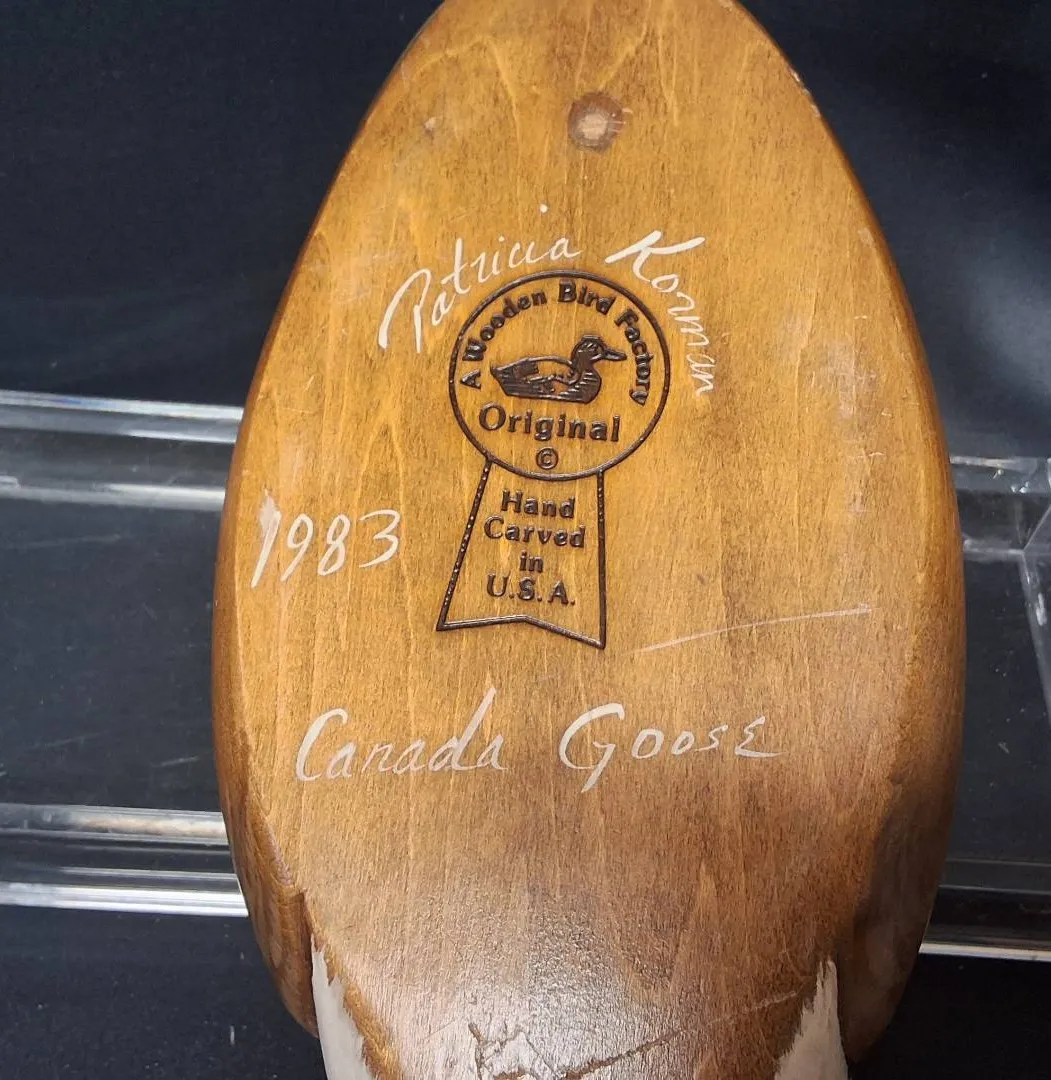 Patricia Korman
A Wooden Bird Factory
Original
©
Hand
Carved
in
U.S.A.
1983
Canada Goose